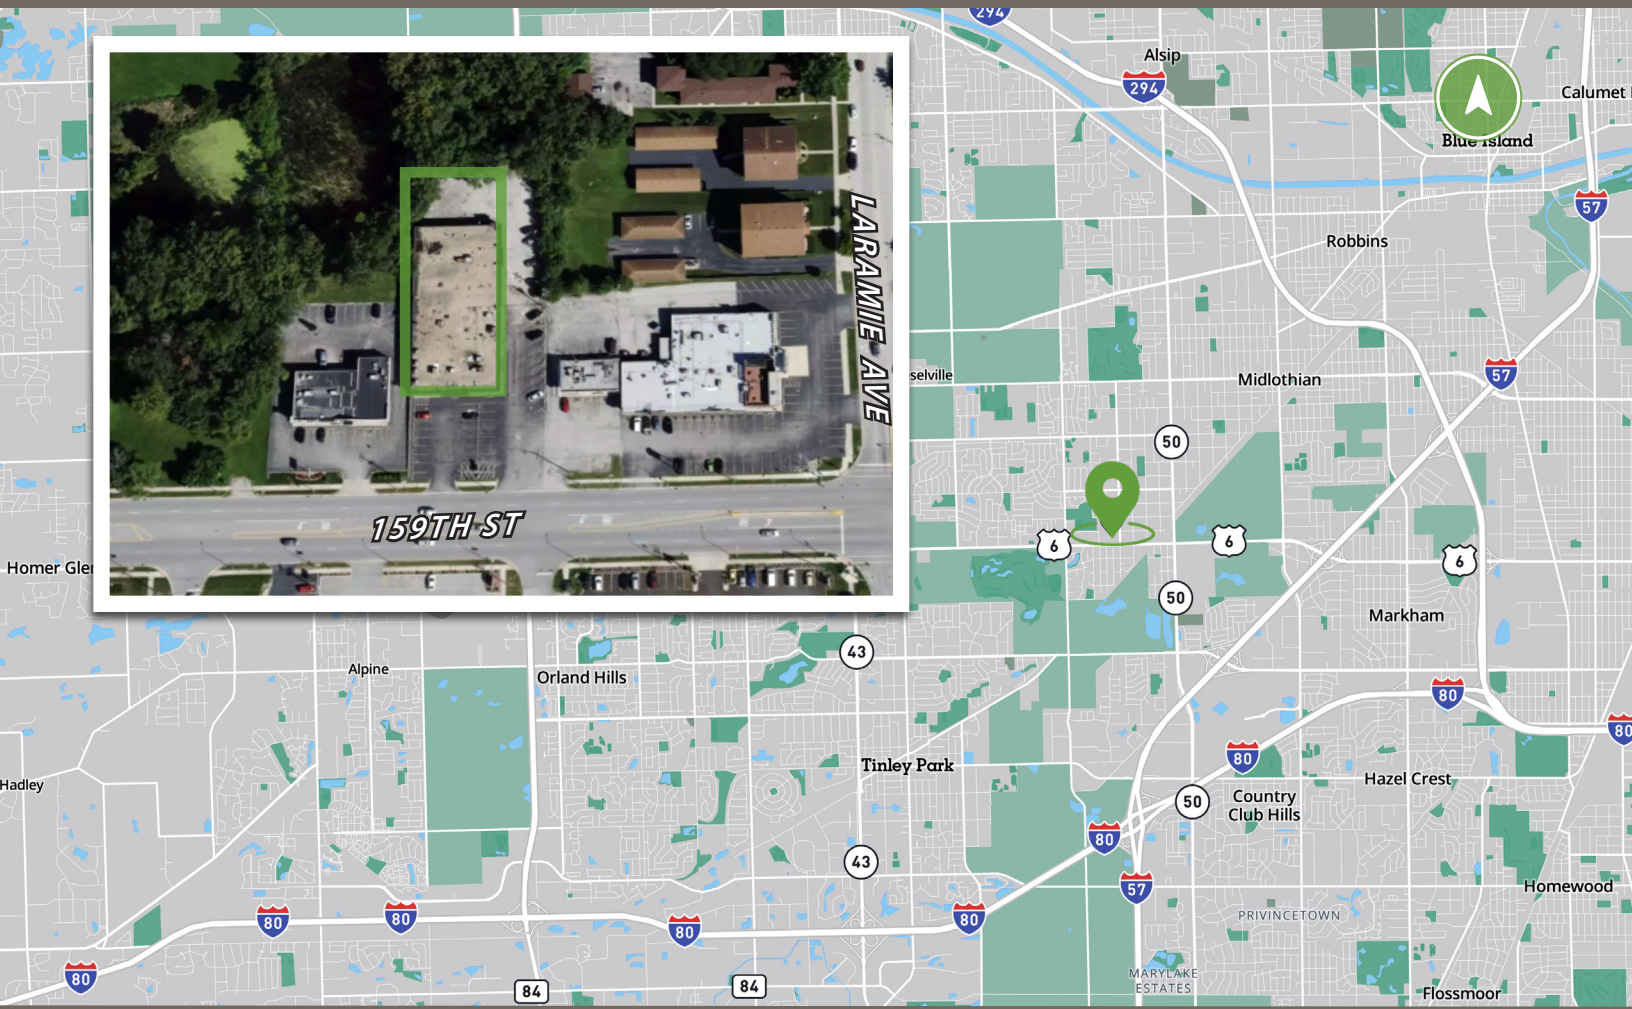 294
Alsip
294
Calumet
Blue Island
57
LARAMIE AVE
Robbins
selville
Midlothian
57
50
159TH ST
6
6
6
Homer Gler
50
Markham
43
Alpine
Orland Hills
80
80
Tinley Park
80
Hazel Crest
Hadley
50
Country
Club Hills
80
43
57
Homewood
80
80
80
80
PRIVINCETOWN
80
MARYLAKE
ESTATES
84
84
Flossmoor